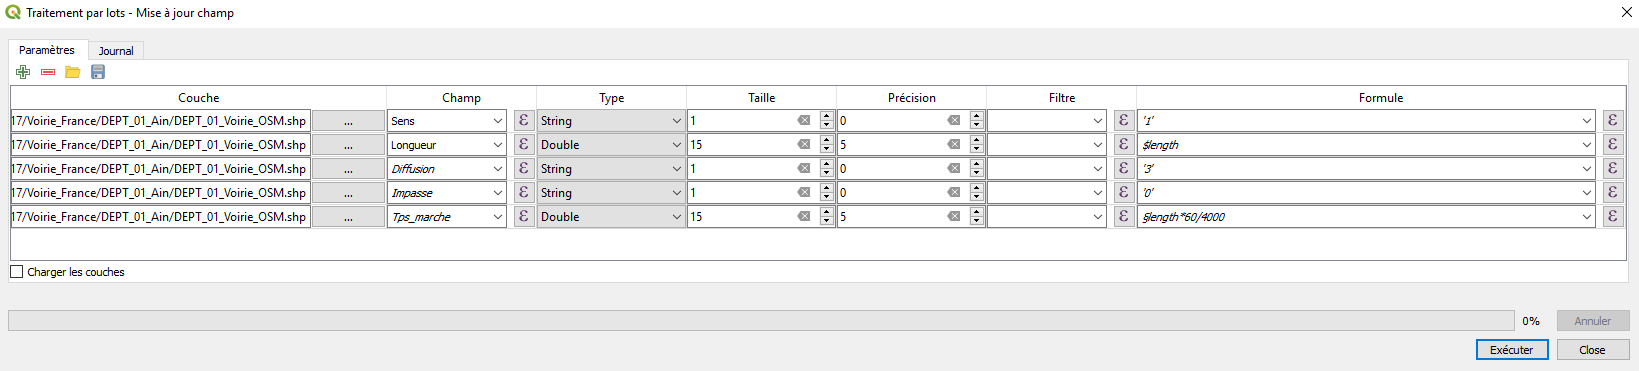 Traitement par lots - Mise à jour champ
Paramètres Journal
Couche Champ Type Taille Précision Filtre Formule
17/Voirie_France/DEPT_01_Ain/DEPT_01_Voirie_OSM.shp ... Sens ε String 1 0 ε '1' ε
17/Voirie_France/DEPT_01_Ain/DEPT_01_Voirie_OSM.shp ... Longueur ε Double 15 5 ε $length ε
17/Voirie_France/DEPT_01_Ain/DEPT_01_Voirie_OSM.shp ... Diffusion ε String 1 0 ε '3' ε
17/Voirie_France/DEPT_01_Ain/DEPT_01_Voirie_OSM.shp ... Impasse ε String 1 0 ε '0' ε
17/Voirie_France/DEPT_01_Ain/DEPT_01_Voirie_OSM.shp ... Tps_marche ε Double 15 5 ε $length*60/4000 ε
Charger les couches
0% Annuler
Exécuter Close